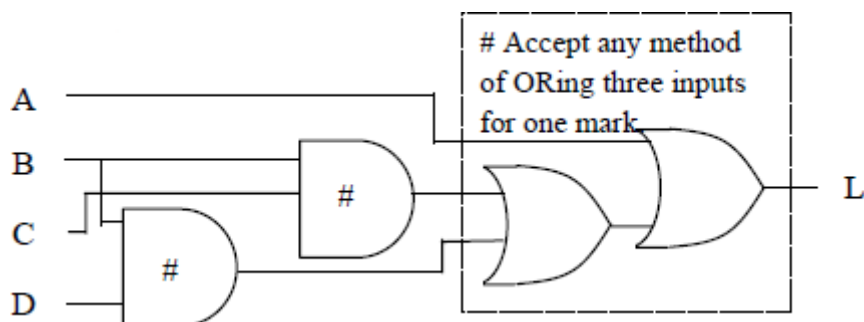 # Accept any method
of ORing three inputs
for one mark
A
B
#
L
C
#
D